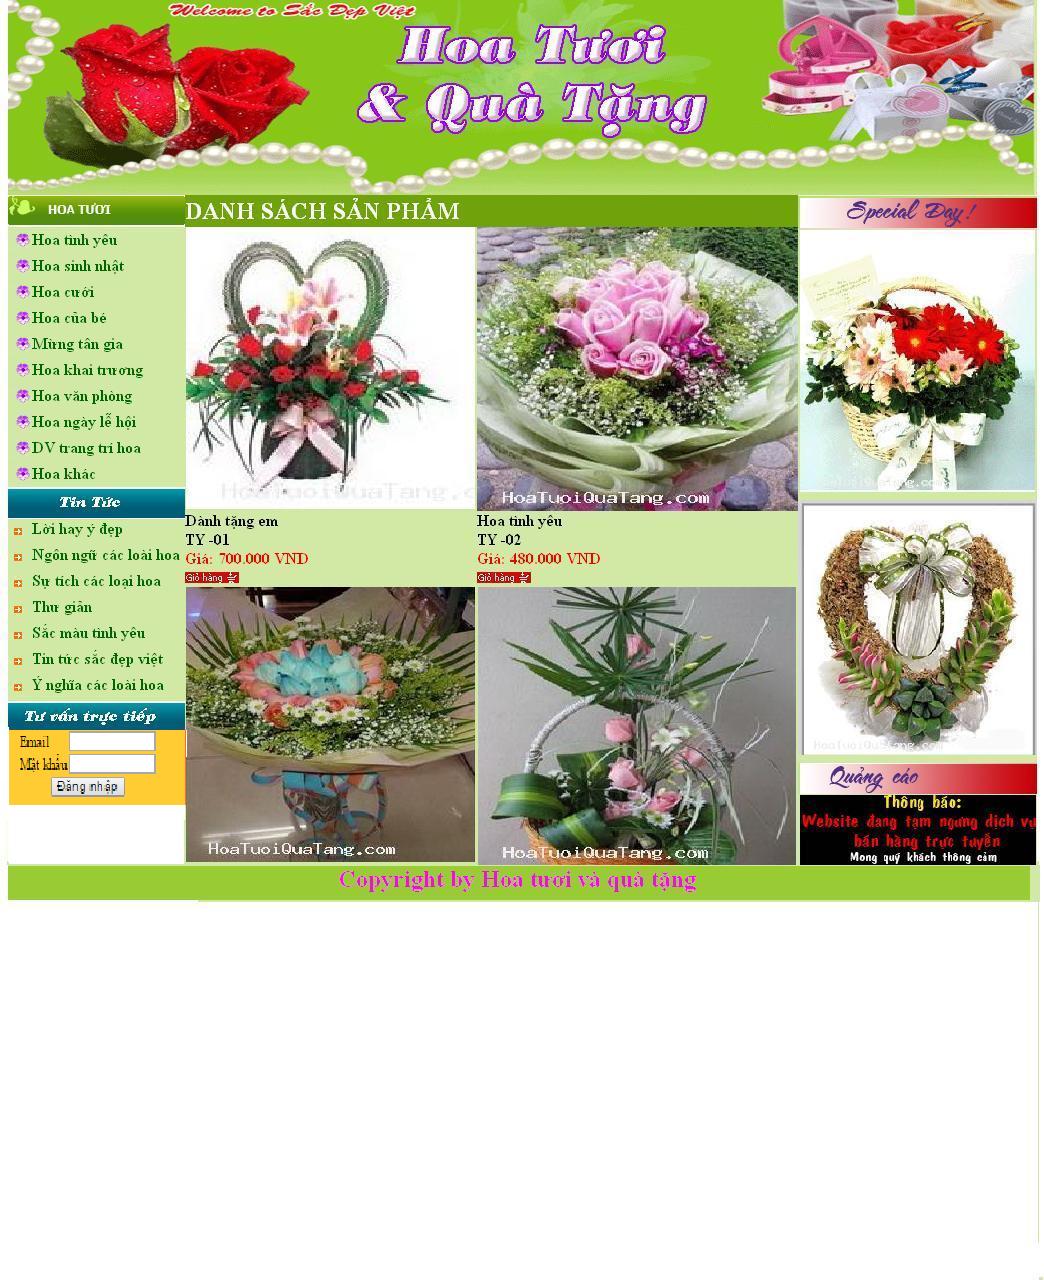 Welcome to Sắc Đẹp Việt
Hoa Tươi
& Quà Tặng
HOA TƯƠI
Hoa tình yêu
Hoa sinh nhật
Hoa cưới
Hoa của bé
Mừng tân gia
Hoa khai trương
Hoa văn phòng
Hoa ngày lễ hội
DV trang trí hoa
Hoa khác
Tin Tức
Lời hay ý đẹp
Ngôn ngữ các loài hoa
Sự tích các loại hoa
Thư giãn
Sắc màu tình yêu
Tin tức sắc đẹp việt
Ý nghĩa các loài hoa
Tư vấn trực tiếp
Email
Mật khẩu
Đăng nhập
DANH SÁCH SẢN PHẨM
HoaTuoiQuaTang.c
HoaTuoiQuaTang.com
Dành tặng em
TY -01
Giá: 700.000 VND
Giỏ hàng
Hoa tình yêu
TY -02
Giá: 480.000 VND
Giỏ hàng
HoaTuoiQuaTang.com
HoaTuoiQuaTang.com
Special Day!
HoaTuoiQuaTang.com
Quảng cáo
Thông báo:
Website đang tạm ngưng dịch vụ
bán hàng trực tuyến
Mong quý khách thông cảm
Copyright by Hoa tươi và quà tặng